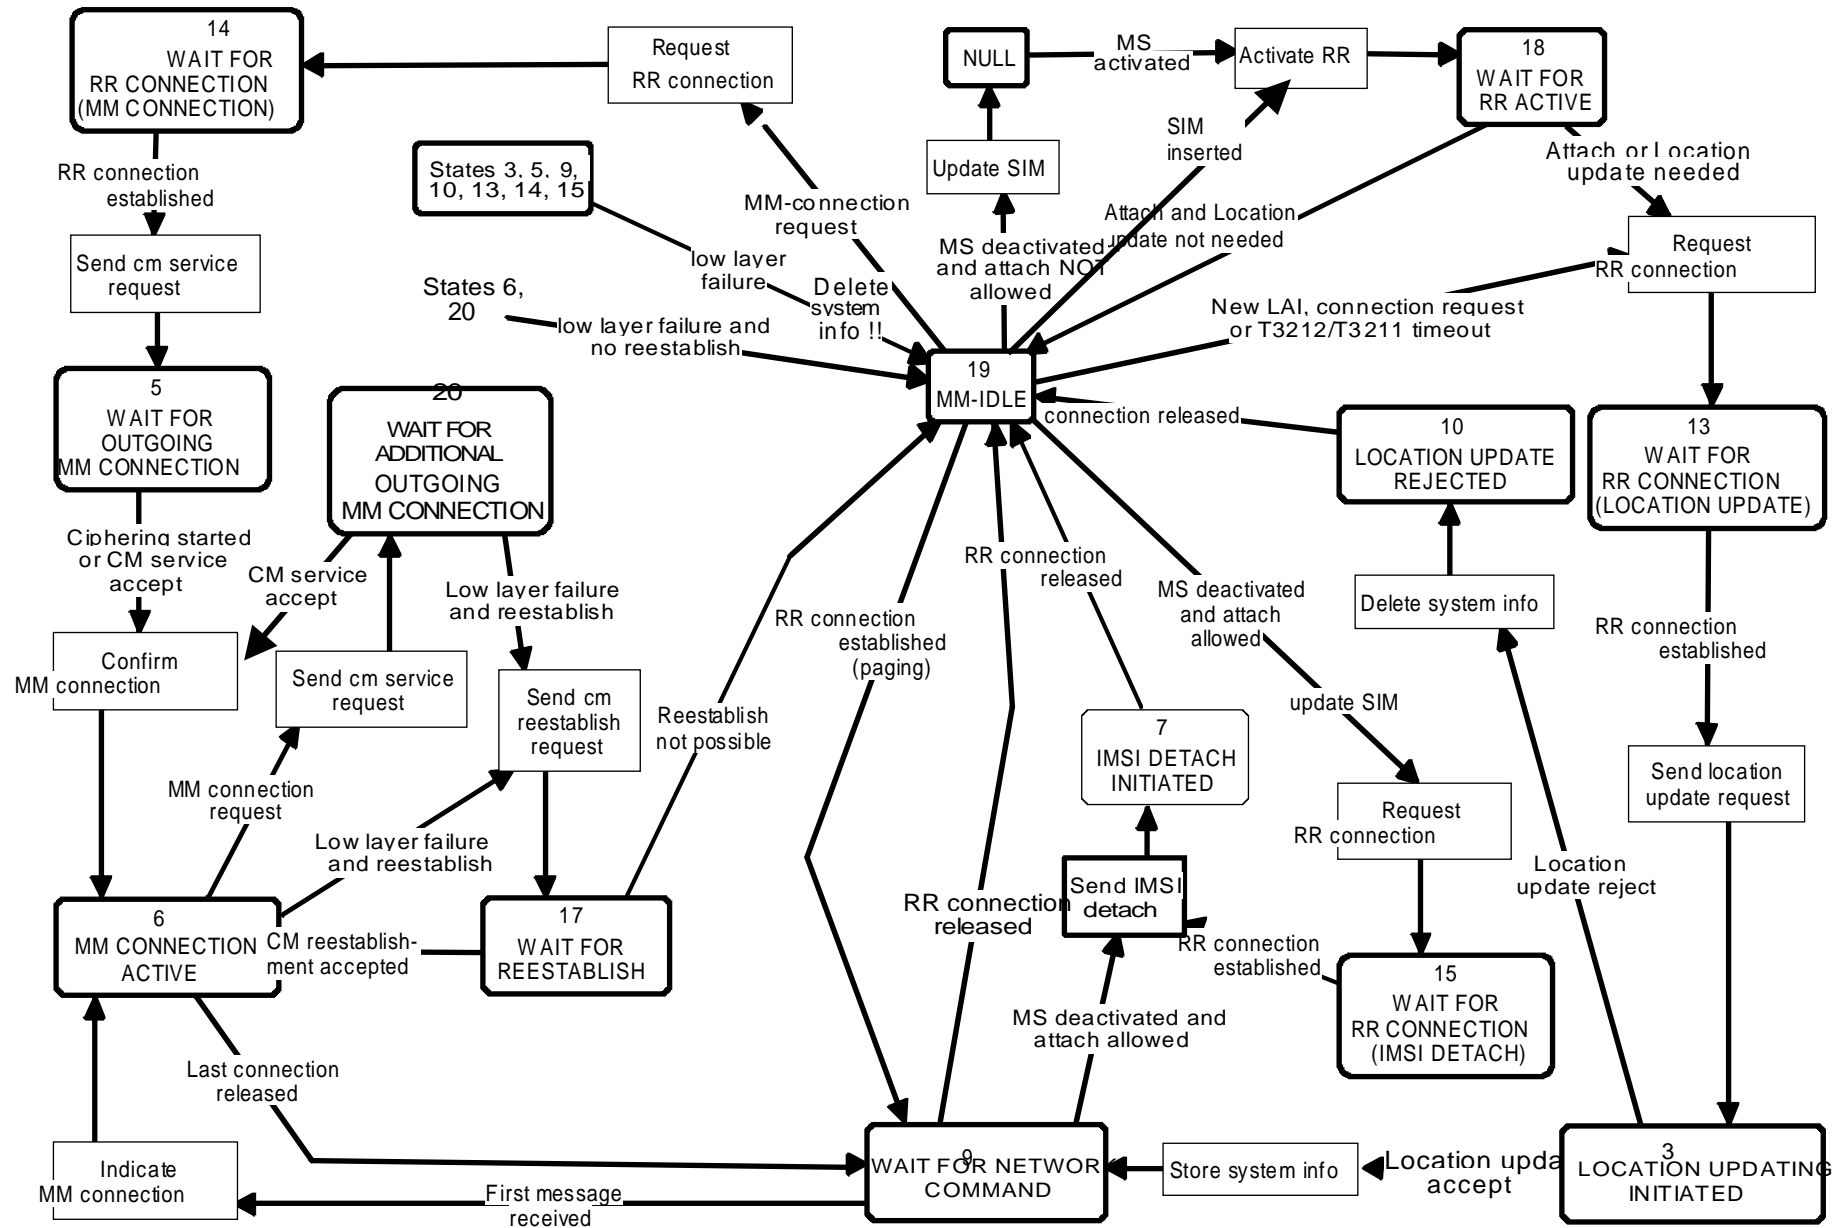 14
WAIT FOR
RR CONNECTION
(MM CONNECTION)
Request
RR connection
NULL
MS
activated
Activate RR
18
WAIT FOR
RR ACTIVE
RR connection
established
States 3, 5, 9,
10, 13, 14, 15
Update SIM
SIM
inserted
Attach or Location
update needed
MM-connection
request
Attach and Location
update not needed
Request
RR connection
Send cm service
request
low layer
failure
Delete
system
info !!
MS deactivated
and attach NOT
allowed
States 6,
20
low layer failure and
no reestablish
New LAI, connection request
or T3212/T3211 timeout
19
MM-IDLE
connection released
5
WAIT FOR
OUTGOING
MM CONNECTION
20
WAIT FOR
ADDITIONAL
OUTGOING
MM CONNECTION
10
LOCATION UPDATE
REJECTED
13
WAIT FOR
RR CONNECTION
(LOCATION UPDATE)
Ciphering started
or CM service
accept
CM service
accept
Low layer failure
and reestablish
RR connection
released
MS deactivated
and attach
allowed
Delete system info
RR connection
established
(paging)
RR connection
established
Confirm
MM connection
Send cm service
request
Send cm
reestablish
request
Reestablish
not possible
update SIM
7
IMSI DETACH
INITIATED
Send location
update request
MM connection
request
Low layer failure
and reestablish
Request
RR connection
Location
update reject
Send IMSI
detach
RR connection
released
6
MM CONNECTION
ACTIVE
CM reestablish-
ment accepted
17
WAIT FOR
REESTABLISH
RR connection
established
15
WAIT FOR
RR CONNECTION
(IMSI DETACH)
MS deactivated and
attach allowed
Last connection
released
Indicate
MM connection
First message
received
9
WAIT FOR NETWORK
COMMAND
Store system info
Location upda
accept
3
LOCATION UPDATING
INITIATED